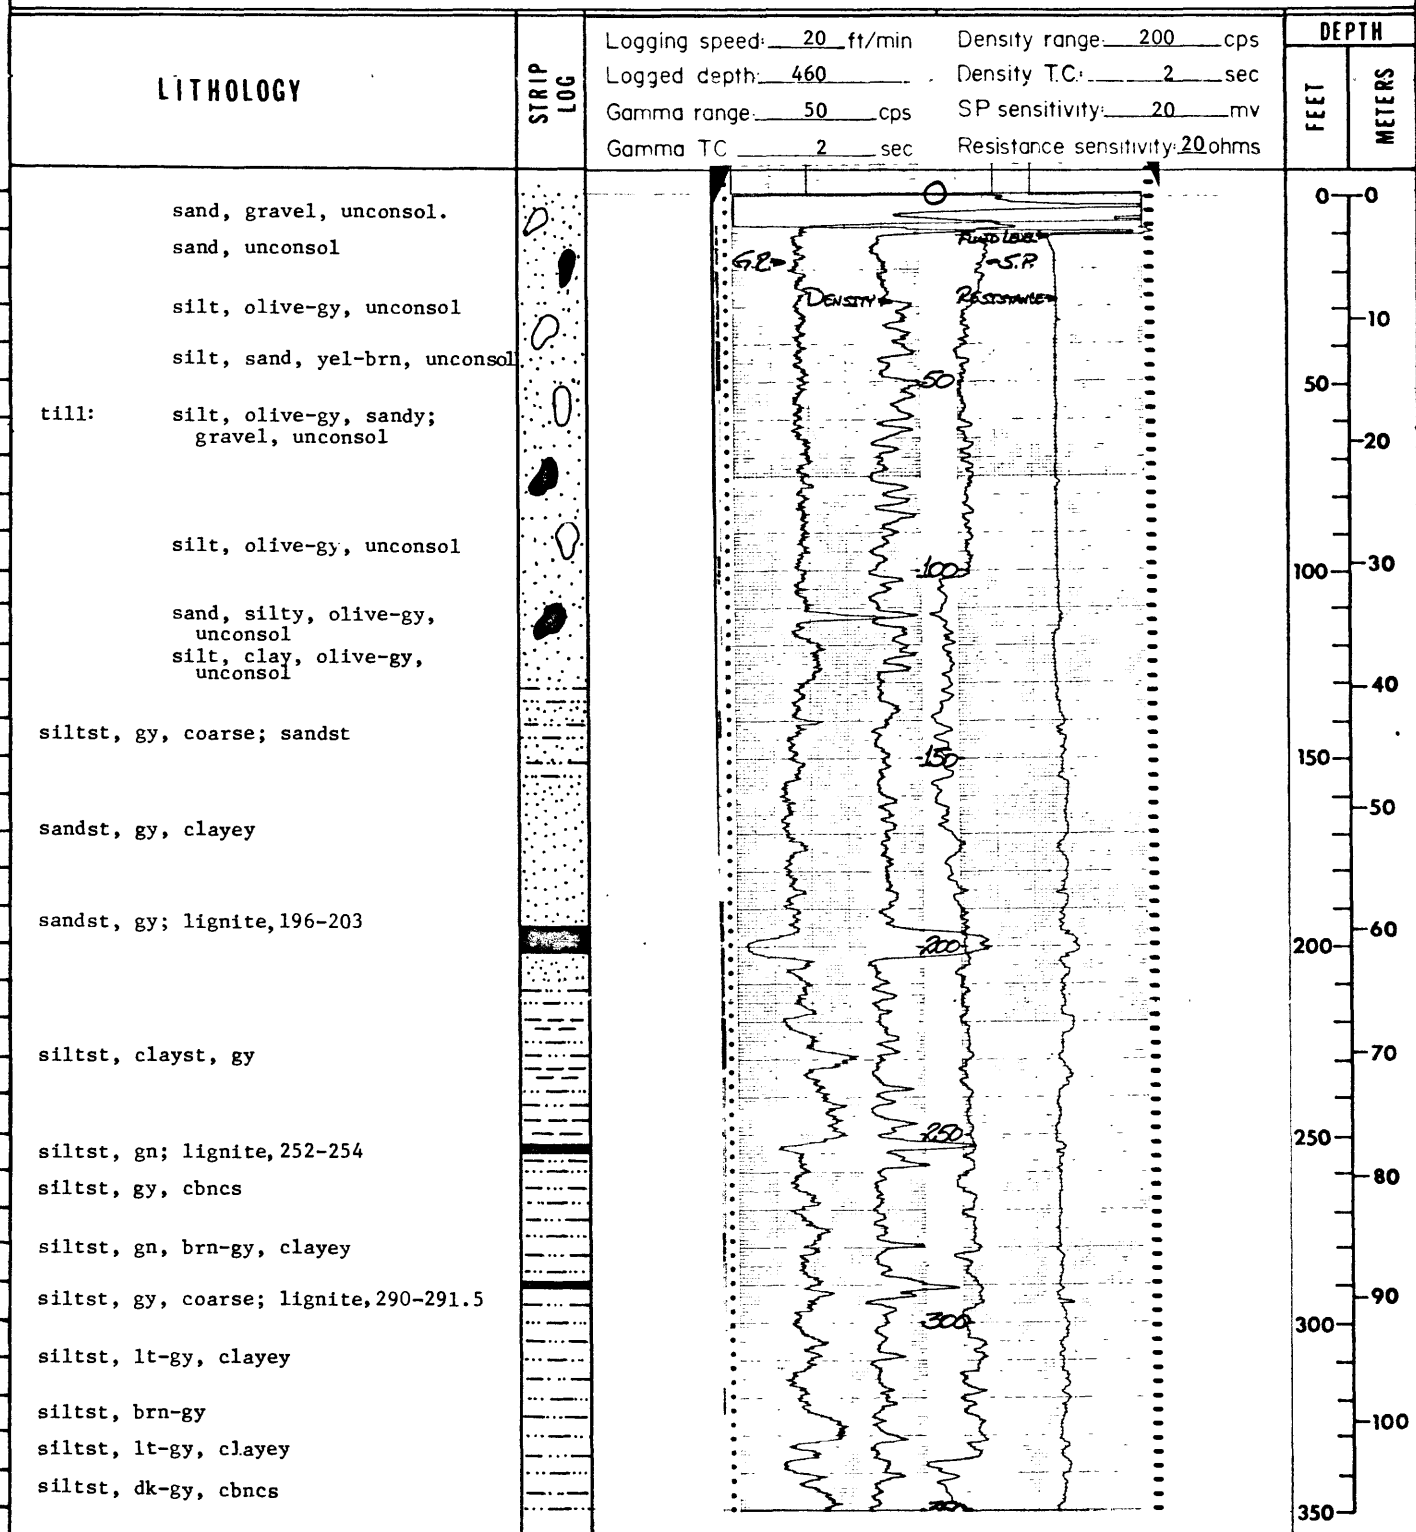 LITHOLOGY
STRIP LOG
Logging speed: 20 ft/min
Density range: 200 cps
Logged depth: 460
Density T.C.: 2 sec
Gamma range: 50 cps
SP sensitivity: 20 mv
Gamma TC 2 sec
Resistance sensitivity: 20 ohms
DEPTH
FEET
METERS
sand, gravel, unconsol.
sand, unconsol
silt, olive-gy, unconsol
silt, sand, yel-brn, unconsol
till: silt, olive-gy, sandy;
gravel, unconsol
silt, olive-gy, unconsol
sand, silty, olive-gy,
unconsol
silt, clay, olive-gy,
unconsol
siltst, gy, coarse; sandst
sandst, gy, clayey
sandst, gy; lignite, 196-203
siltst, clayst, gy
siltst, gn; lignite, 252-254
siltst, gy, cbncs
siltst, gn, brn-gy, clayey
siltst, gy, coarse; lignite, 290-291.5
siltst, lt-gy, clayey
siltst, brn-gy
siltst, lt-gy, clayey
siltst, dk-gy, cbncs
0
FLUID LEVEL
G.R.
S.P.
DENSITY
RESISTANCE
50
100
150
200
250
300
0
50
100
150
200
250
300
350
0
10
20
30
40
50
60
70
80
90
100